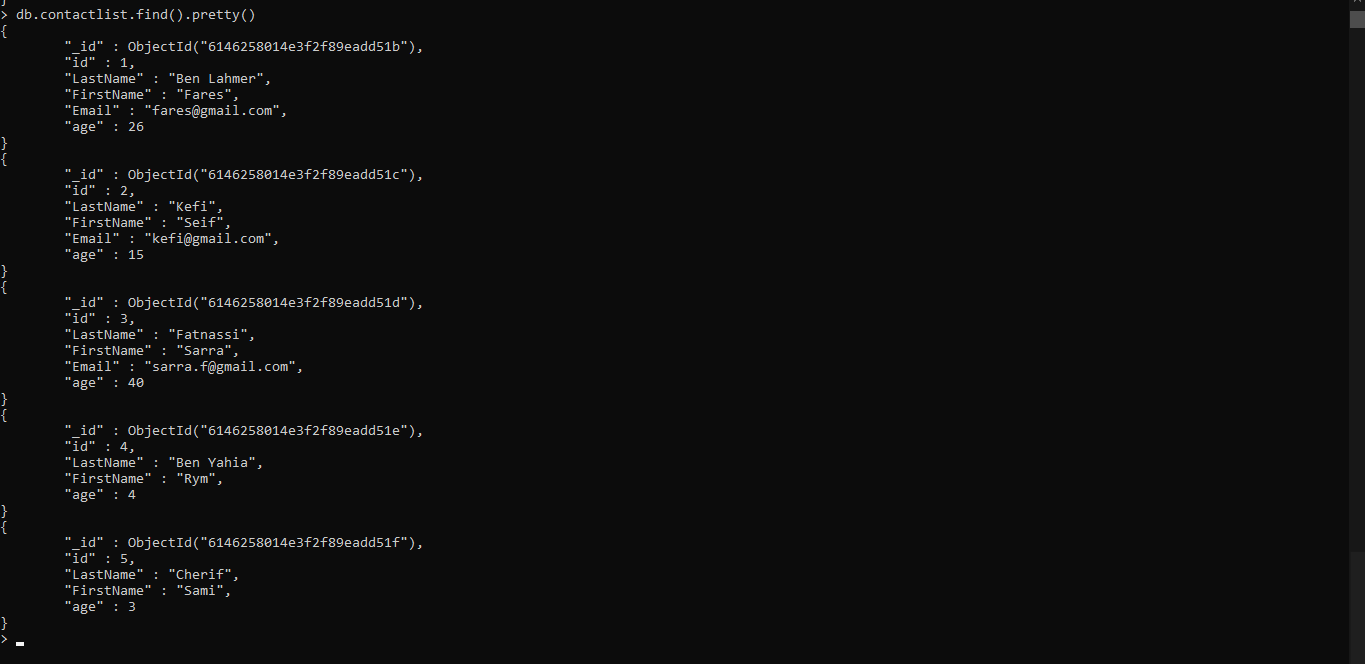 }
> db.contactlist.find().pretty()
{
"_id" : ObjectId("6146258014e3f2f89eadd51b"),
"id" : 1,
"LastName" : "Ben Lahmer",
"FirstName" : "Fares",
"Email" : "fares@gmail.com",
"age" : 26
}
{
"_id" : ObjectId("6146258014e3f2f89eadd51c"),
"id" : 2,
"LastName" : "Kefi",
"FirstName" : "Seif",
"Email" : "kefi@gmail.com",
"age" : 15
}
{
"_id" : ObjectId("6146258014e3f2f89eadd51d"),
"id" : 3,
"LastName" : "Fatnassi",
"FirstName" : "Sarra",
"Email" : "sarra.f@gmail.com",
"age" : 40
}
{
"_id" : ObjectId("6146258014e3f2f89eadd51e"),
"id" : 4,
"LastName" : "Ben Yahia",
"FirstName" : "Rym",
"age" : 4
}
{
"_id" : ObjectId("6146258014e3f2f89eadd51f"),
"id" : 5,
"LastName" : "Cherif",
"FirstName" : "Sami",
"age" : 3
}
>